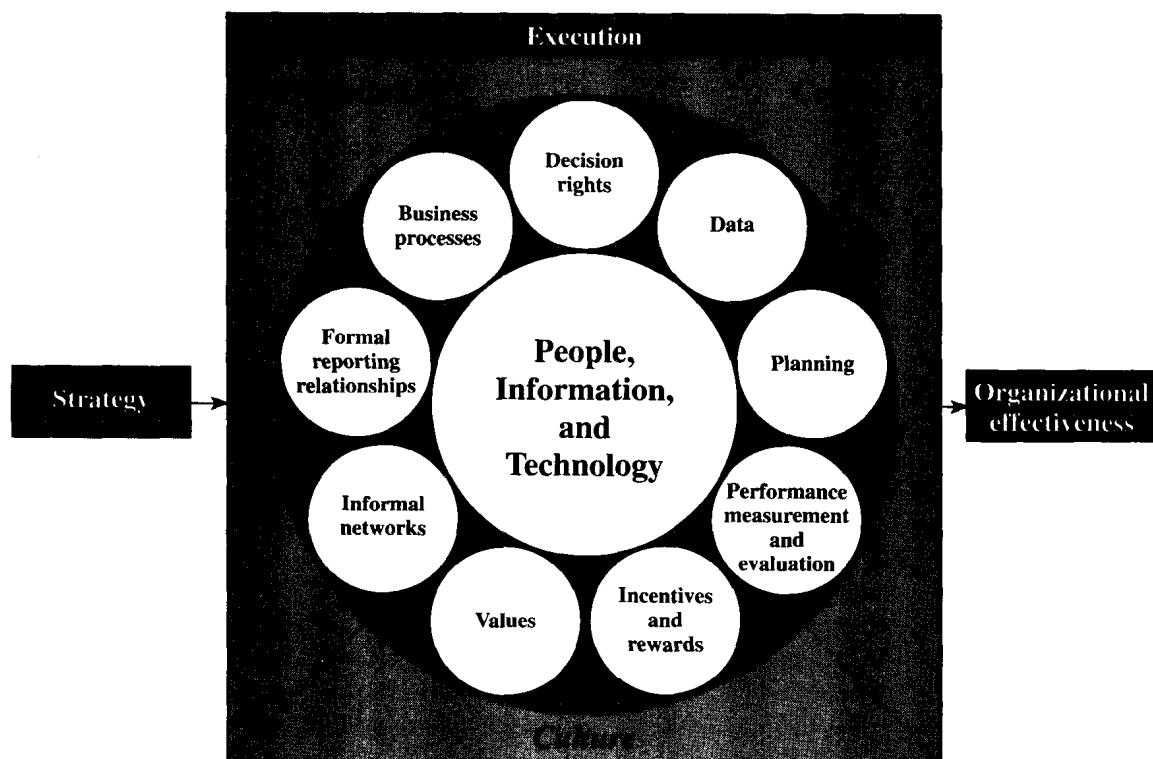 Execution
Decision
rights
Business
processes
Data
Formal
reporting
relationships
People,
Information,
and
Technology
Planning
Strategy
Organizational
effectiveness
Informal
networks
Performance
measurement
and
evaluation
Values
Incentives
and
rewards
Culture